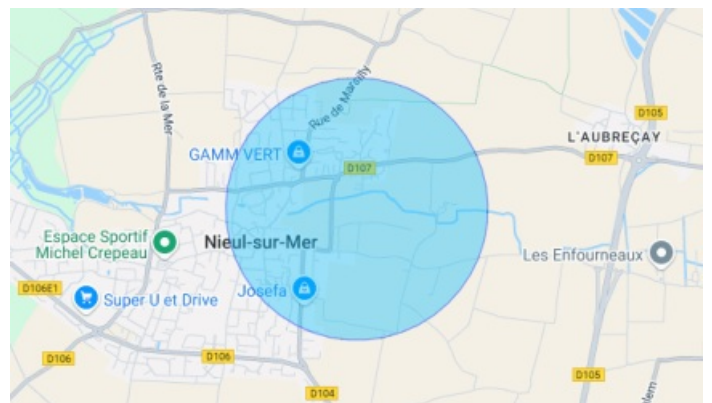 Rte de la Mer
Rue de Marsilly
D105
L'AUBREÇAY
GAMM VERT
D107
D107
Espace Sportif
Michel Crepeau
Nieul-sur-Mer
Les Enfourneaux
D106E1
Super U et Drive
Josefa
D106
D106
D104
D105